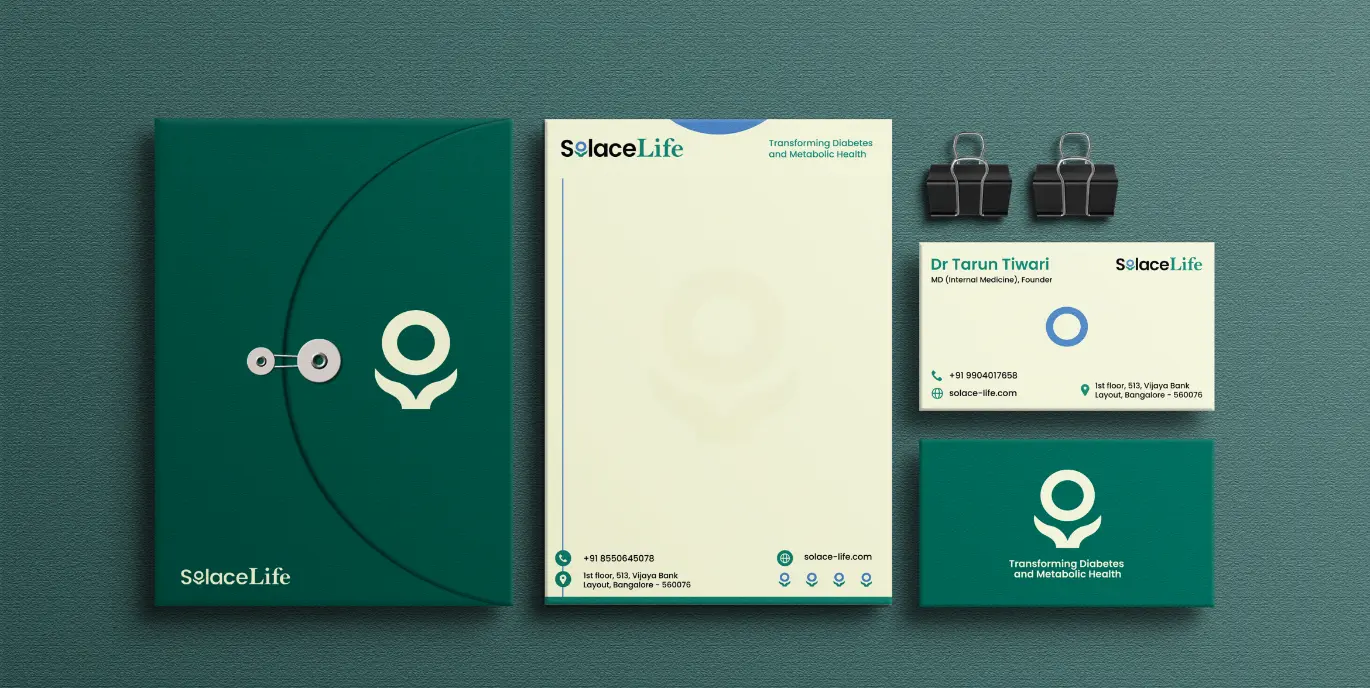 SolaceLife
SolaceLife
Transforming Diabetes
and Metabolic Health
+91 8550645078
1st floor, 513, Vijaya Bank
Layout, Bangalore - 560076
solace-life.com
Dr Tarun Tiwari
MD (Internal Medicine), Founder
SolaceLife
+91 9904017658
solace-life.com
1st floor, 513, Vijaya Bank
Layout, Bangalore - 560076
Transforming Diabetes
and Metabolic Health